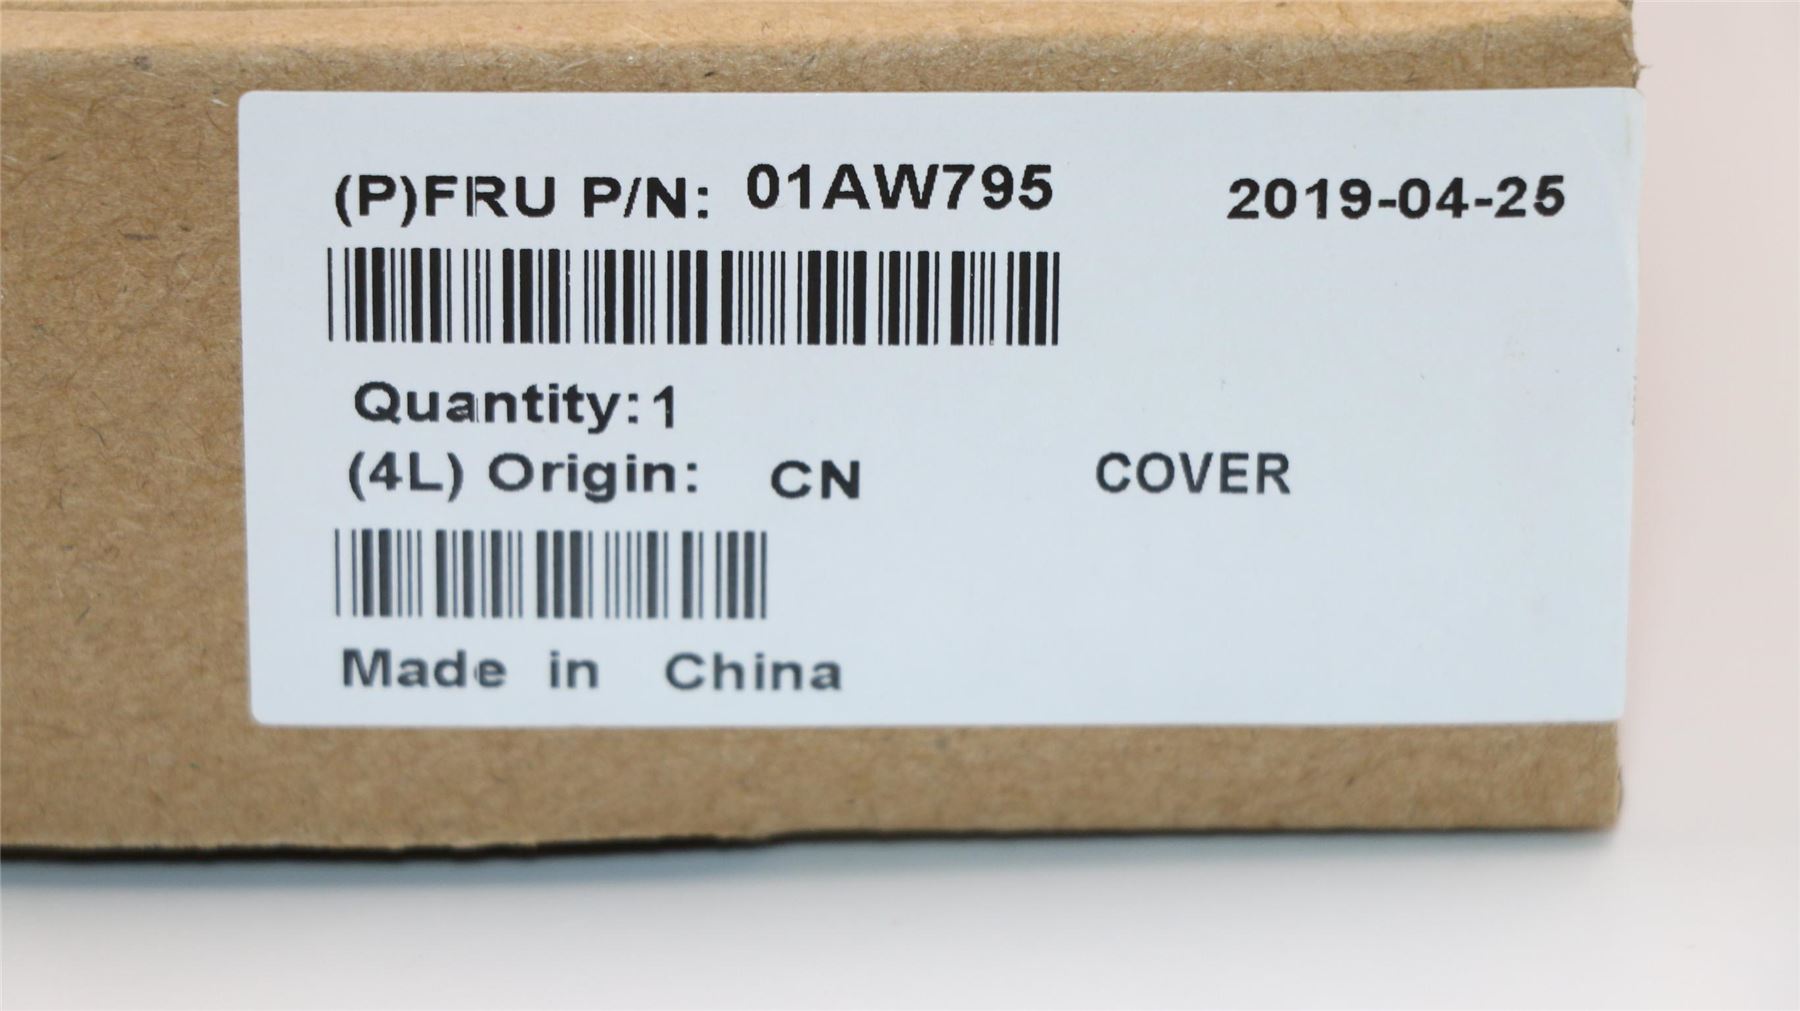 (P)FRU P/N: 01AW795 2019-04-25
Quantity:1
(4L) Origin: CN COVER
Made in China